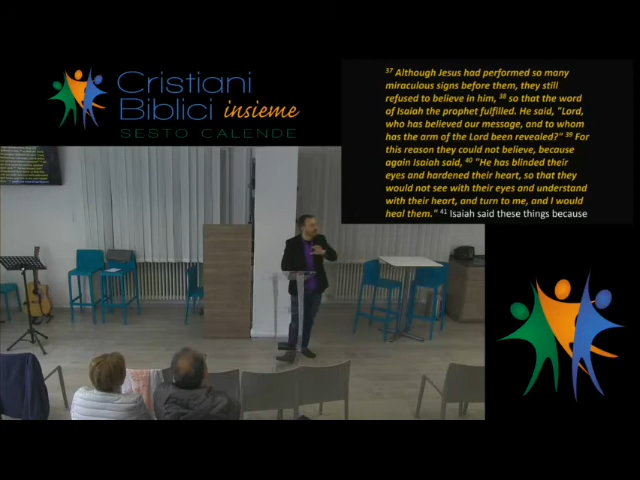 Cristiani
Biblici insieme
SESTO CALENDE
37 Although Jesus had performed so many
miraculous signs before them, they still
refused to believe in him, 38 so that the word
of Isaiah the prophet fulfilled. He said, "Lord,
who has believed our message, and to whom
has the arm of the Lord been revealed?" 39 For
this reason they could not believe, because
again Isaiah said, 40 "He has blinded their
eyes and hardened their heart, so that they
would not see with their eyes and understand
with their heart, and turn to me, and I would
heal them." 41 Isaiah said these things because